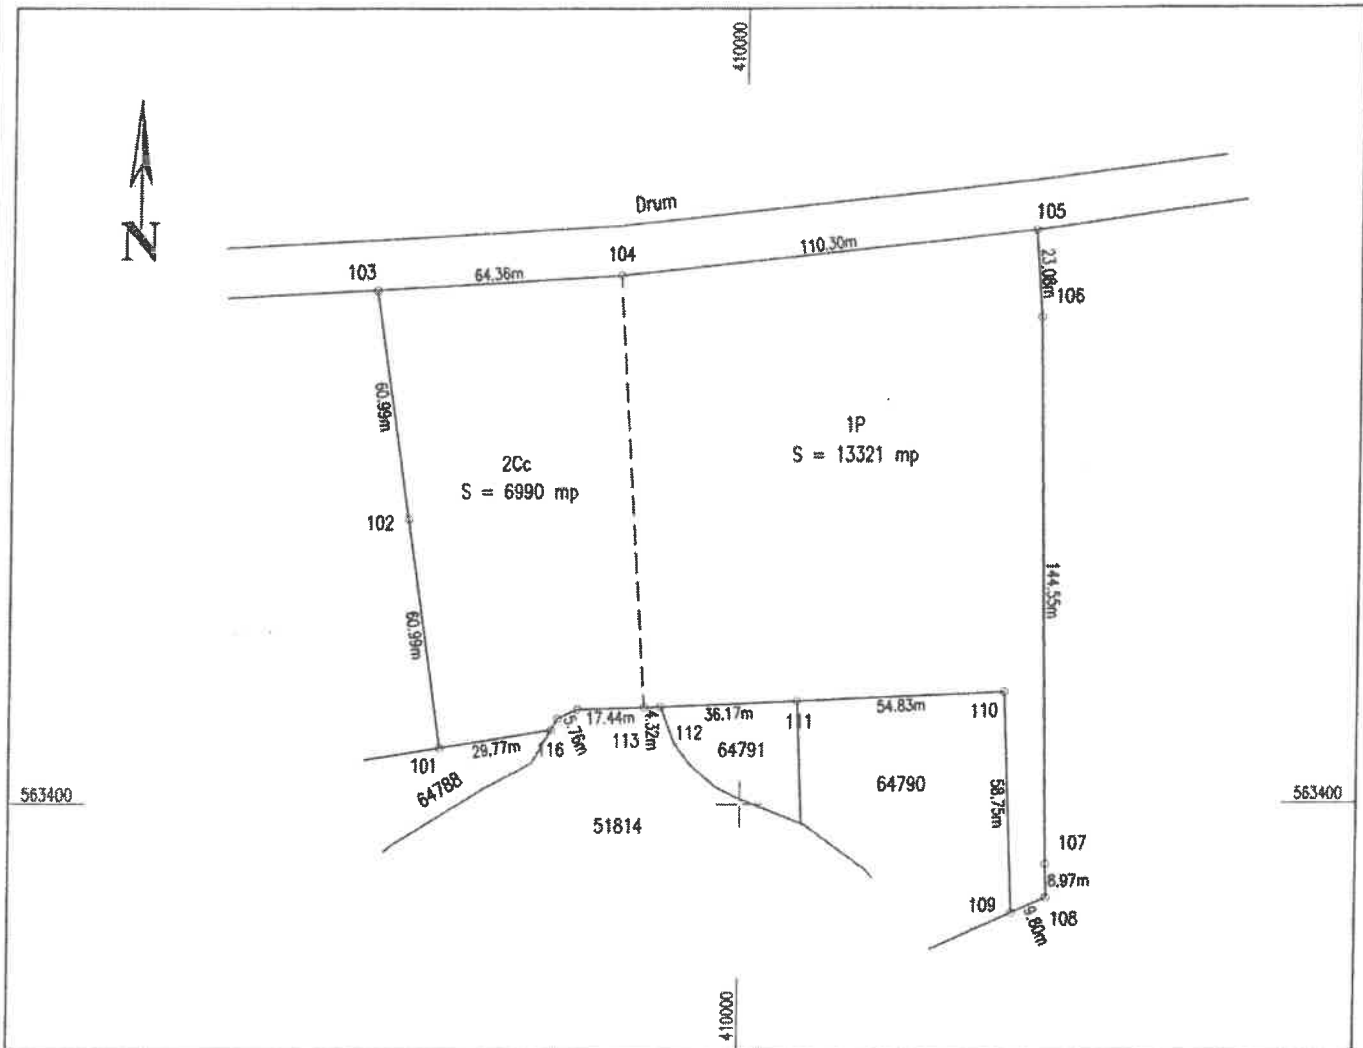 410000
N
Drum
105
104
110.30m
103
64.36m
23.08m
106
60.99m
1P
S = 13321 mp
2Cc
S = 6990 mp
102
144.55m
60.99m
110
54.83m
111
36.17m
112
4.32m
113
17.44m
5.76m
116
29.77m
101
64791
64788
64790
58.75m
563400
563400
51814
107
8.97m
109
108
9.80m
410000